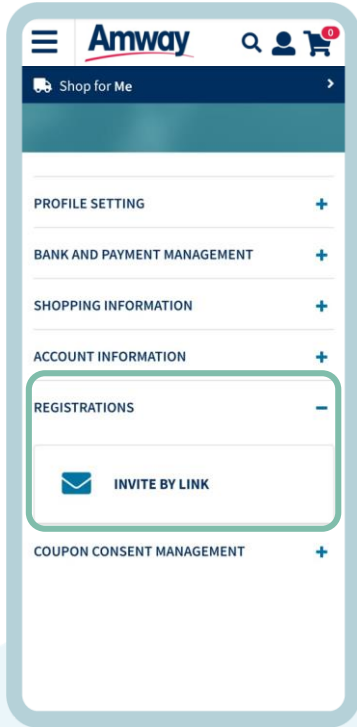 Amway
0
Shop for Me
PROFILE SETTING
BANK AND PAYMENT MANAGEMENT
SHOPPING INFORMATION
ACCOUNT INFORMATION
REGISTRATIONS
INVITE BY LINK
COUPON CONSENT MANAGEMENT